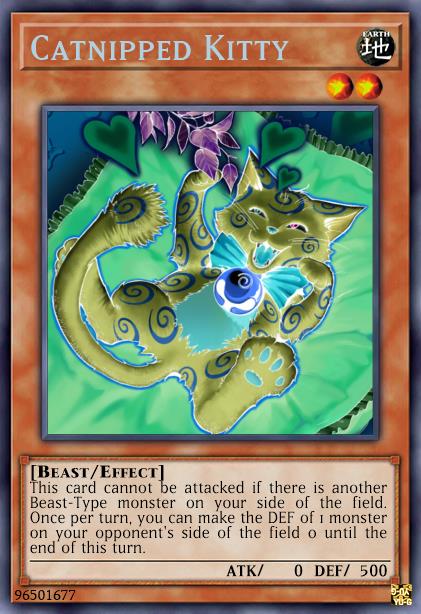 Catnipped Kitty
EARTH
地
[Beast/Effect]
This card cannot be attacked if there is another
Beast-Type monster on your side of the field.
Once per turn, you can make the DEF of 1 monster
on your opponent's side of the field 0 until the
end of this turn.
ATK/ 0 DEF/ 500
96501677